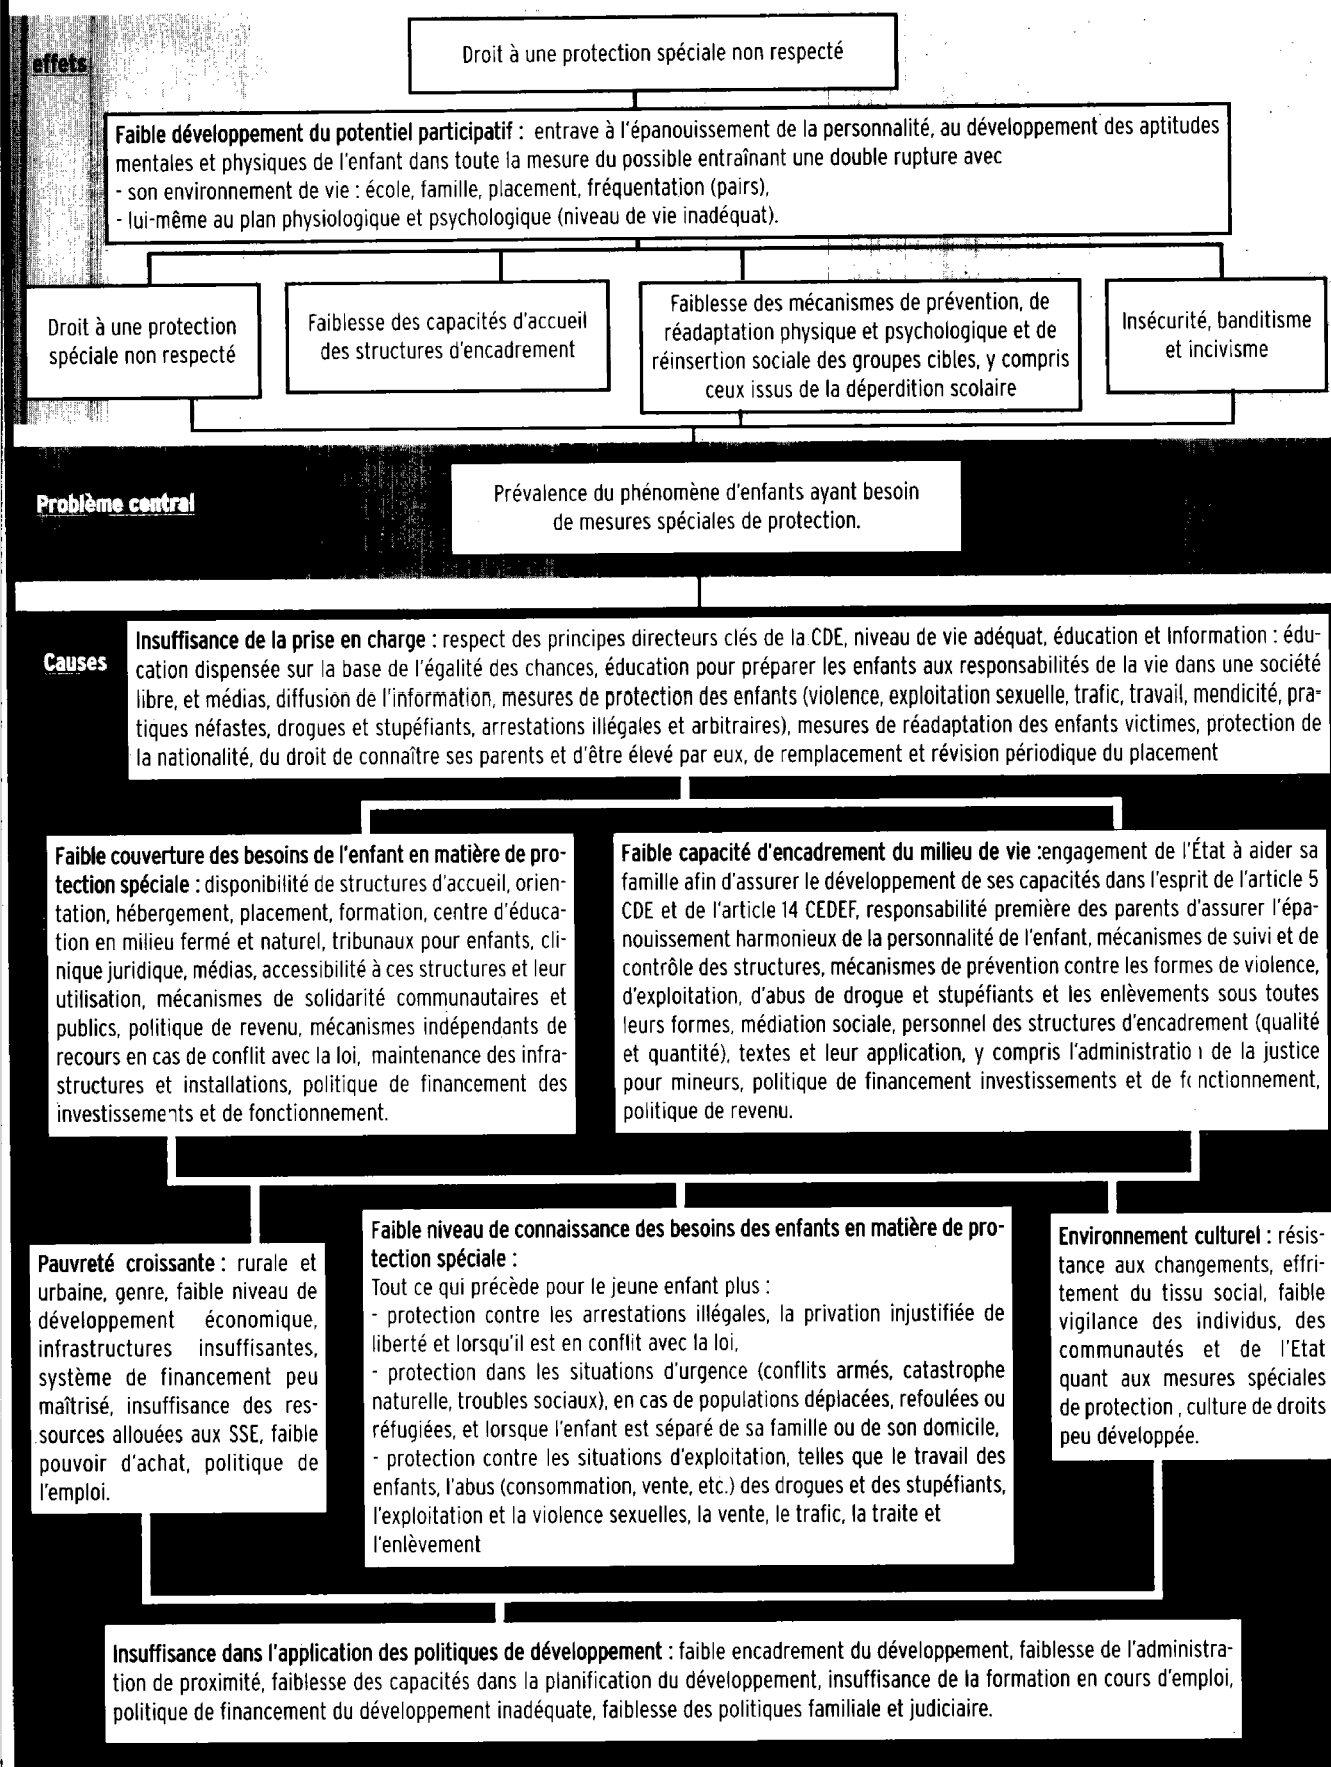 effets
Droit à une protection spéciale non respecté
Faible développement du potentiel participatif : entrave à l'épanouissement de la personnalité, au développement des aptitudes
mentales et physiques de l'enfant dans toute la mesure du possible entraînant une double rupture avec
- son environnement de vie : école, famille, placement, fréquentation (pairs),
- lui-même au plan physiologique et psychologique (niveau de vie inadéquat).
Droit à une protection
spéciale non respecté
Faiblesse des capacités d'accueil
des structures d'encadrement
Faiblesse des mécanismes de prévention, de
réadaptation physique et psychologique et de
réinsertion sociale des groupes cibles, y compris
ceux issus de la déperdition scolaire
Insécurité, banditisme
et incivisme
Problème central
Prévalence du phénomène d'enfants ayant besoin
de mesures spéciales de protection.
Causes
Insuffisance de la prise en charge : respect des principes directeurs clés de la CDE, niveau de vie adéquat, éducation et Information : édu-
cation dispensée sur la base de l'égalité des chances, éducation pour préparer les enfants aux responsabilités de la vie dans une société
libre, et médias, diffusion de l'information, mesures de protection des enfants (violence, exploitation sexuelle, trafic, travail, mendicité, pra-
tiques néfastes, drogues et stupéfiants, arrestations illégales et arbitraires), mesures de réadaptation des enfants victimes, protection de
la nationalité, du droit de connaître ses parents et d'être élevé par eux, de remplacement et révision périodique du placement
Faible couverture des besoins de l'enfant en matière de pro-
tection spéciale : disponibilité de structures d'accueil, orien-
tation, hébergement, placement, formation, centre d'éduca-
tion en milieu fermé et naturel, tribunaux pour enfants, cli-
nique juridique, médias, accessibilité à ces structures et leur
utilisation, mécanismes de solidarité communautaires et
publics, politique de revenu, mécanismes indépendants de
recours en cas de conflit avec la loi, maintenance des infra-
structures et installations, politique de financement des
investissements et de fonctionnement.
Faible capacité d'encadrement du milieu de vie :engagement de l'État à aider sa
famille afin d'assurer le développement de ses capacités dans l'esprit de l'article 5
CDE et de l'article 14 CEDEF, responsabilité première des parents d'assurer l'épa-
nouissement harmonieux de la personnalité de l'enfant, mécanismes de suivi et de
contrôle des structures, mécanismes de prévention contre les formes de violence,
d'exploitation, d'abus de drogue et stupéfiants et les enlèvements sous toutes
leurs formes, médiation sociale, personnel des structures d'encadrement (qualité
et quantité), textes et leur application, y compris l'administration de la justice
pour mineurs, politique de financement investissements et de fonctionnement,
politique de revenu.
Pauvreté croissante : rurale et
urbaine, genre, faible niveau de
développement économique,
infrastructures insuffisantes,
système de financement peu
maîtrisé, insuffisance des res-
sources allouées aux SSE, faible
pouvoir d'achat, politique de
l'emploi.
Faible niveau de connaissance des besoins des enfants en matière de pro-
tection spéciale :
Tout ce qui précède pour le jeune enfant plus :
- protection contre les arrestations illégales, la privation injustifiée de
liberté et lorsqu'il est en conflit avec la loi,
- protection dans les situations d'urgence (conflits armés, catastrophe
naturelle, troubles sociaux), en cas de populations déplacées, refoulées ou
réfugiées, et lorsque l'enfant est séparé de sa famille ou de son domicile,
- protection contre les situations d'exploitation, telles que le travail des
enfants, l'abus (consommation, vente, etc.) des drogues et des stupéfiants,
l'exploitation et la violence sexuelles, la vente, le trafic, la traite et
l'enlèvement
Environnement culturel : résis-
tance aux changements, effri-
tement du tissu social, faible
vigilance des individus, des
communautés et de l'Etat
quant aux mesures spéciales
de protection , culture de droits
peu développée.
Insuffisance dans l'application des politiques de développement : faible encadrement du développement, faiblesse de l'administra-
tion de proximité, faiblesse des capacités dans la planification du développement, insuffisance de la formation en cours d'emploi,
politique de financement du développement inadéquate, faiblesse des politiques familiale et judiciaire.